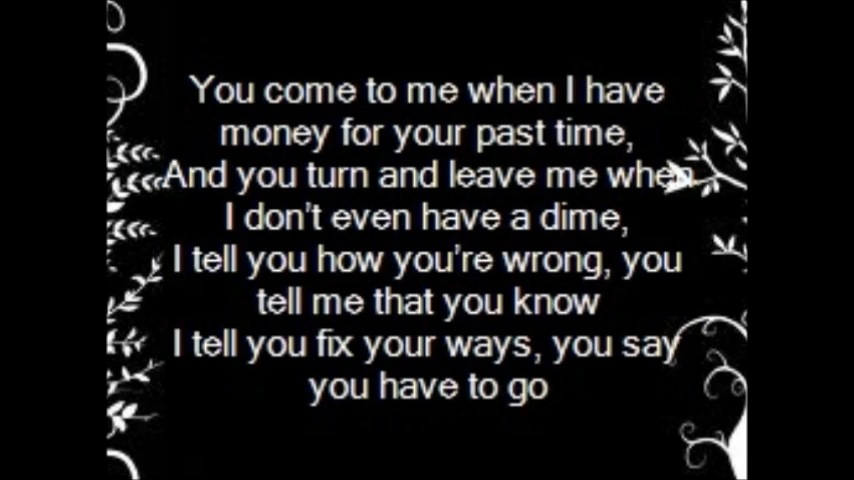 You come to me when I have
money for your past time,
And you turn and leave me when
I don't even have a dime,
I tell you how you're wrong, you
tell me that you know
I tell you fix your ways, you say
you have to go